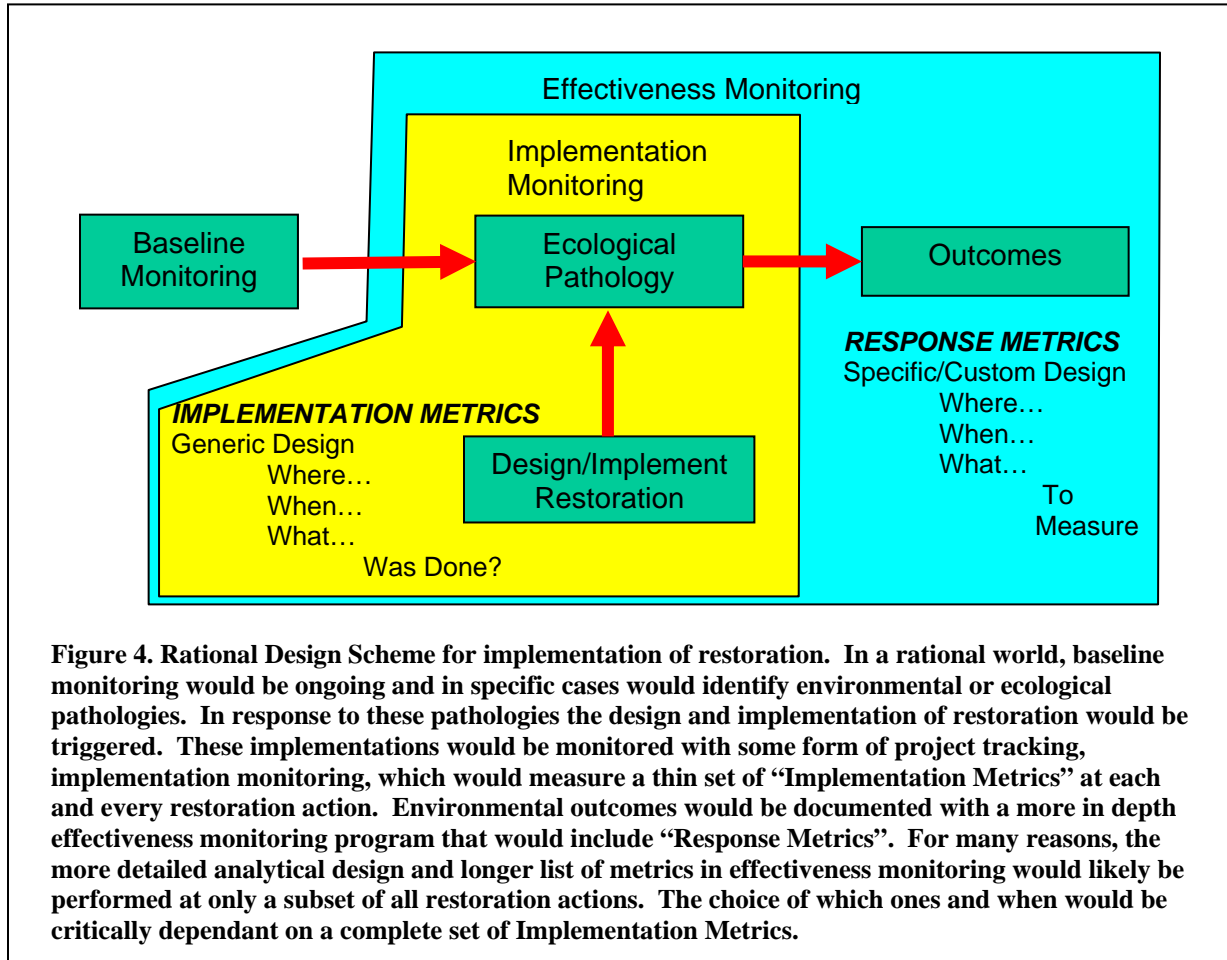 Effectiveness Monitoring
Implementation
Monitoring
Baseline
Monitoring
Ecological
Pathology
Outcomes
RESPONSE METRICS
Specific/Custom Design
Where…
When…
What…
To
Measure
IMPLEMENTATION METRICS
Generic Design
Where…
When…
What…
Was Done?
Design/Implement
Restoration
Figure 4. Rational Design Scheme for implementation of restoration. In a rational world, baseline
monitoring would be ongoing and in specific cases would identify environmental or ecological
pathologies. In response to these pathologies the design and implementation of restoration would be
triggered. These implementations would be monitored with some form of project tracking,
implementation monitoring, which would measure a thin set of “Implementation Metrics” at each
and every restoration action. Environmental outcomes would be documented with a more in depth
effectiveness monitoring program that would include “Response Metrics”. For many reasons, the
more detailed analytical design and longer list of metrics in effectiveness monitoring would likely be
performed at only a subset of all restoration actions. The choice of which ones and when would be
critically dependant on a complete set of Implementation Metrics.